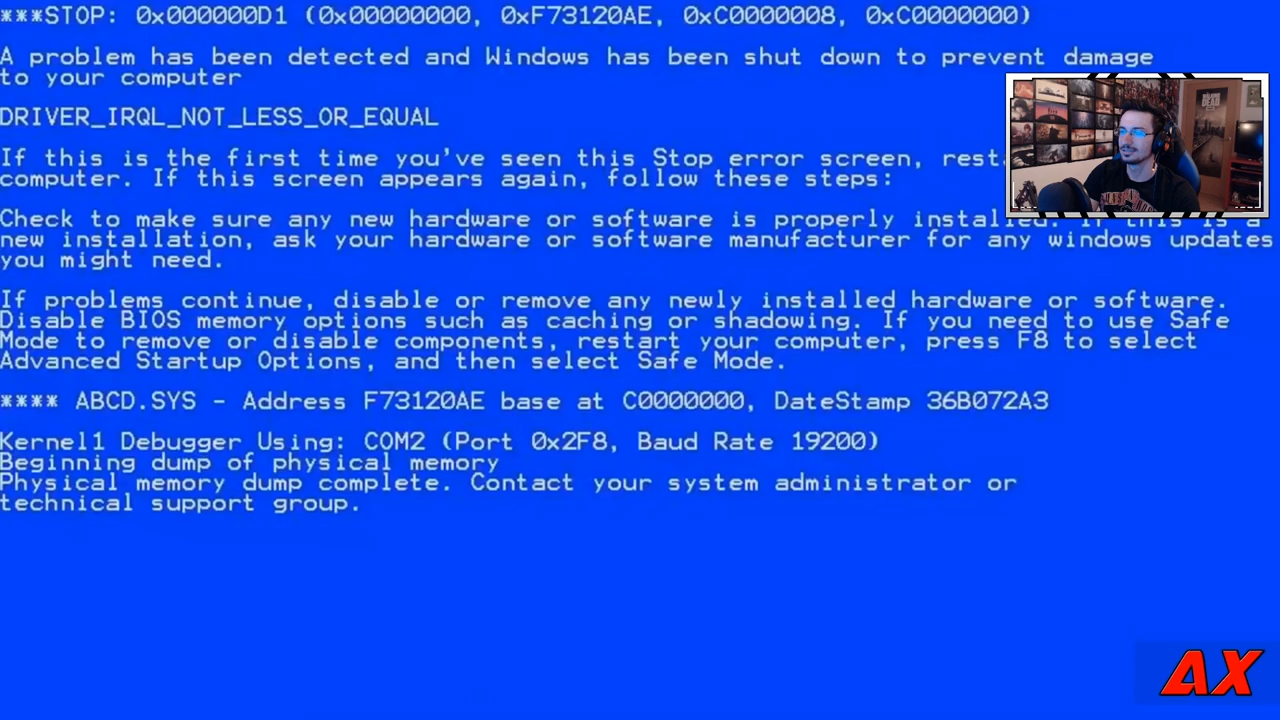 ***STOP: 0x000000D1 (0x00000000, 0xF73120AE, 0xC0000008, 0xC0000000)
A problem has been detected and Windows has been shut down to prevent damage
to your computer
DRIVER_IRQL_NOT_LESS_OR_EQUAL
If this is the first time you've seen this Stop error screen,
computer. If this screen appears again, follow these steps:
Check to make sure any new hardware or software is properly installed. If this is a
new installation, ask your hardware or software manufacturer for any windows updates
you might need.
If problems continue, disable or remove any newly installed hardware or software.
Disable BIOS memory options such as caching or shadowing. If you need to use Safe
Mode to remove or disable components, restart your computer, press F8 to select
Advanced Startup Options, and then select Safe Mode.
**** ABCD.SYS - Address F73120AE base at C0000000, DateStamp 36B072A3
Kernel1 Debugger Using: COM2 (Port 0x2F8, Baud Rate 19200)
Beginning dump of physical memory
Physical memory dump complete. Contact your system administrator or
technical support group.
AX